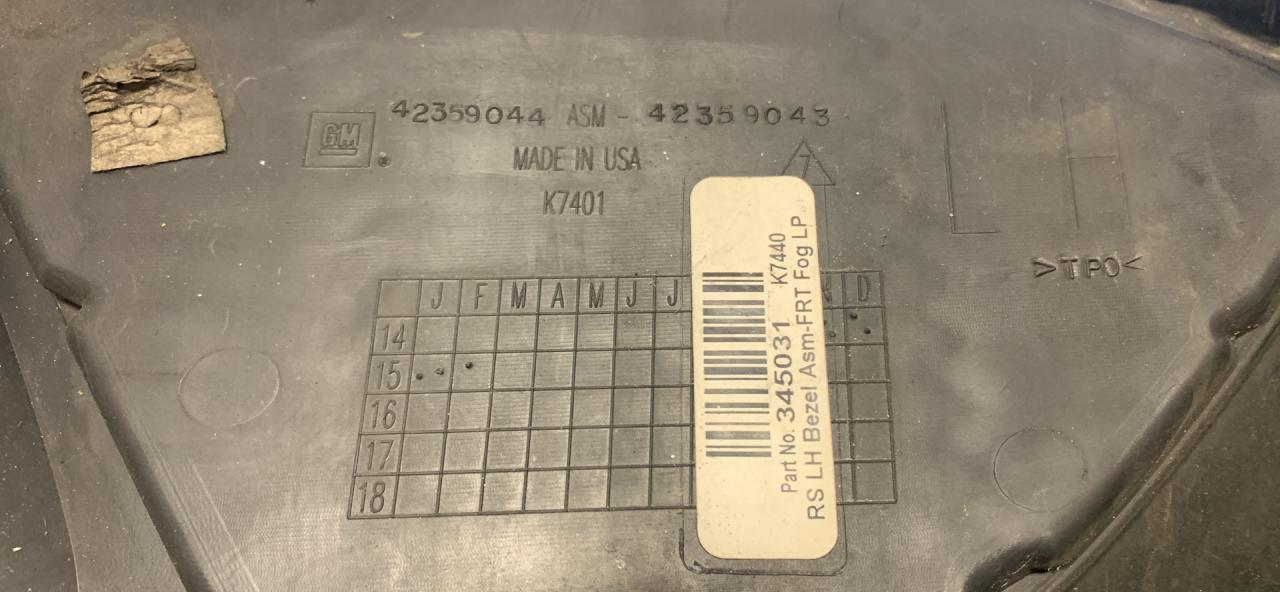 42359044 ASM - 42359043
GM
MADE IN USA
7
K7401
LH
>TPO<
J F M A M J J N D
14
15
16
17
18
K7440
Part No. 345031
RS LH Bezel Asm-FRT Fog LP